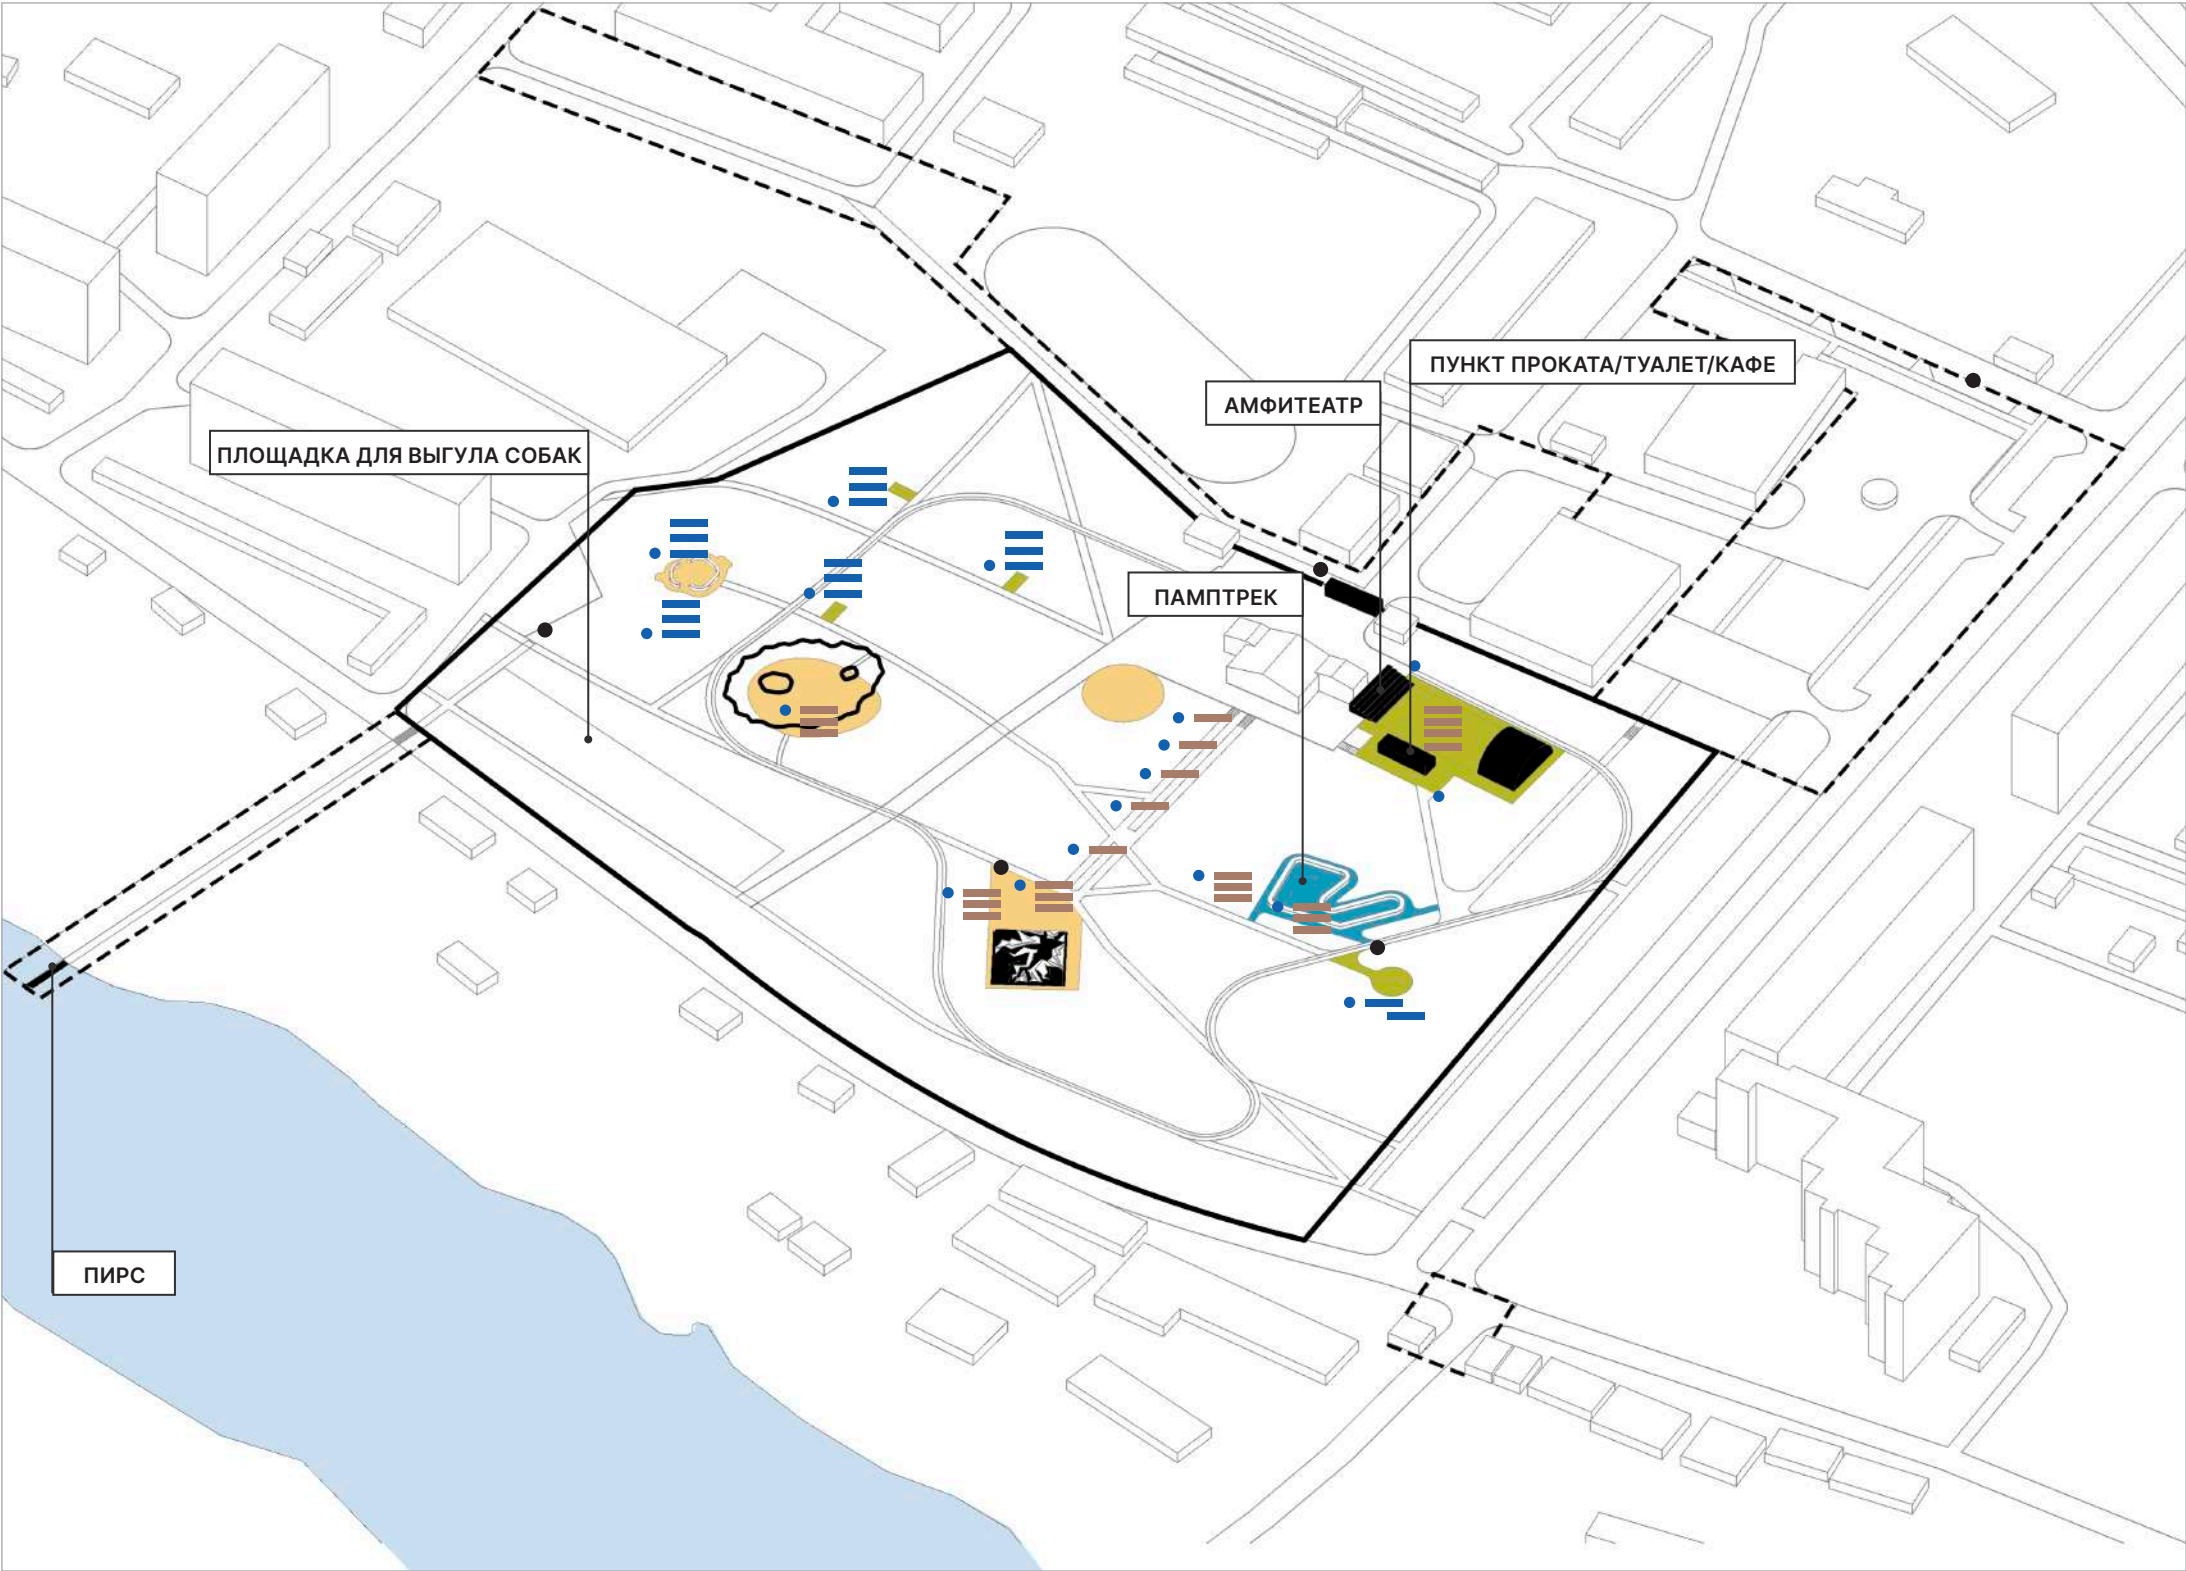 ПУНКТ ПРОКАТА/ТУАЛЕТ/КАФЕ
АМФИТЕАТР
ПЛОЩАДКА ДЛЯ ВЫГУЛА СОБАК
ПАМПТРЕК
ПИРС